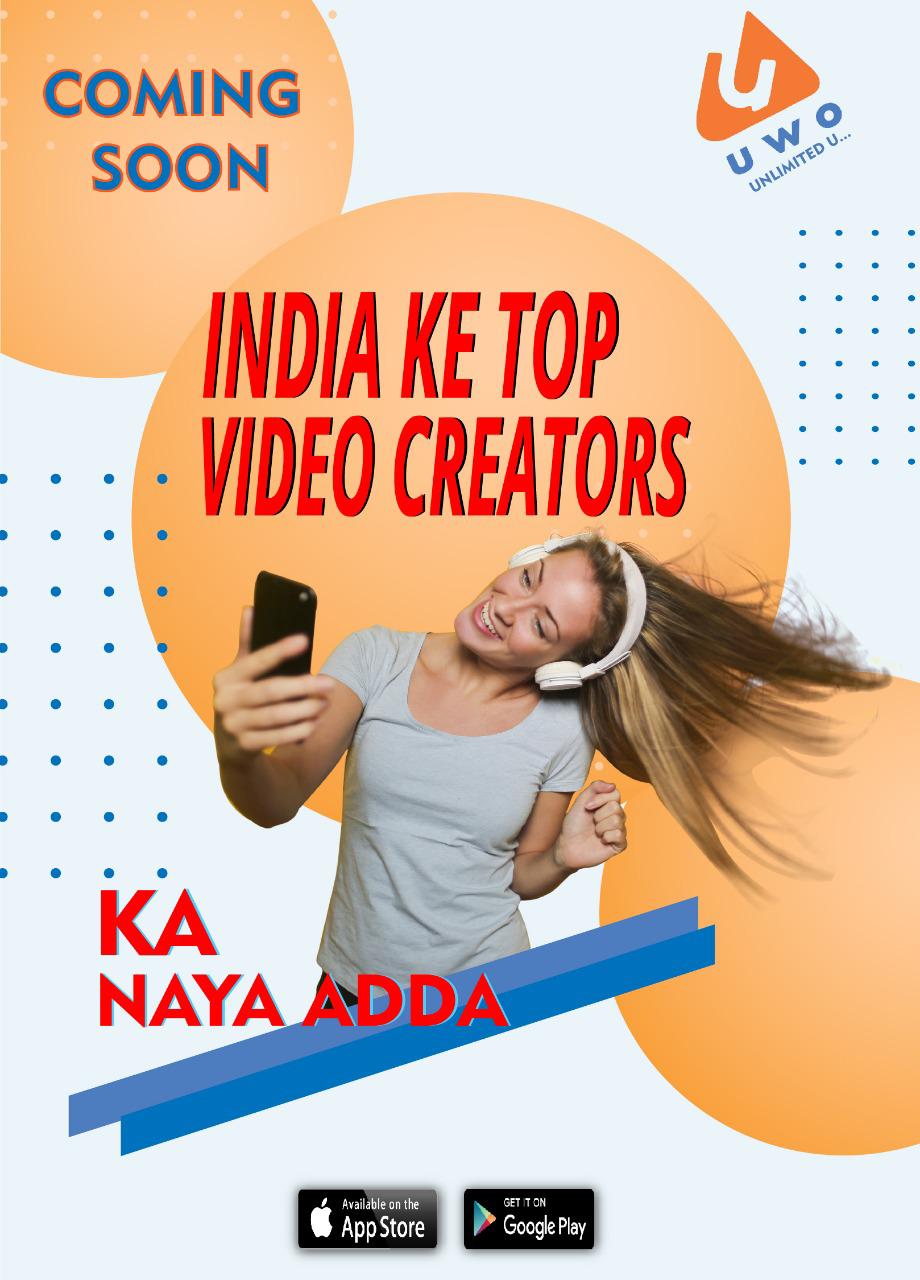 COMING
SOON
U
UWO
UNLIMITED U...
INDIA KE TOP
VIDEO CREATORS
KA
NAYA ADDA
Available on the
App Store
GET IT ON
Google Play